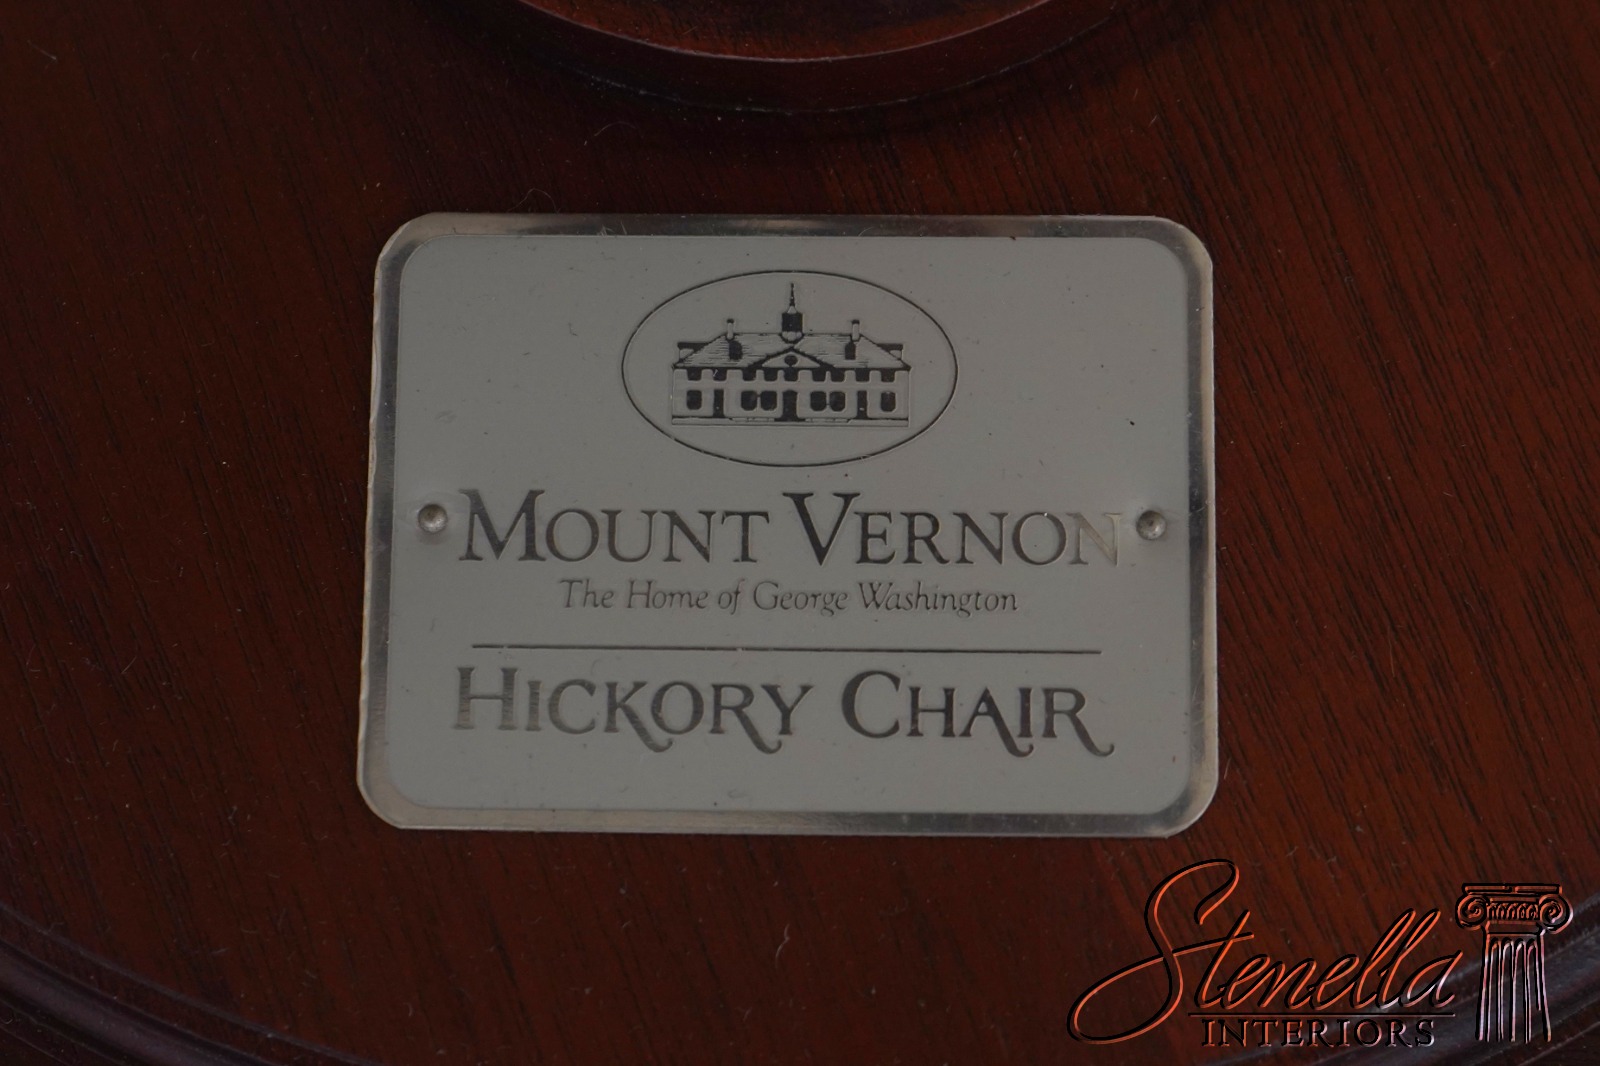 MOUNT VERNON
The Home of George Washington
HICKORY CHAIR
Stenella
INTERIORS